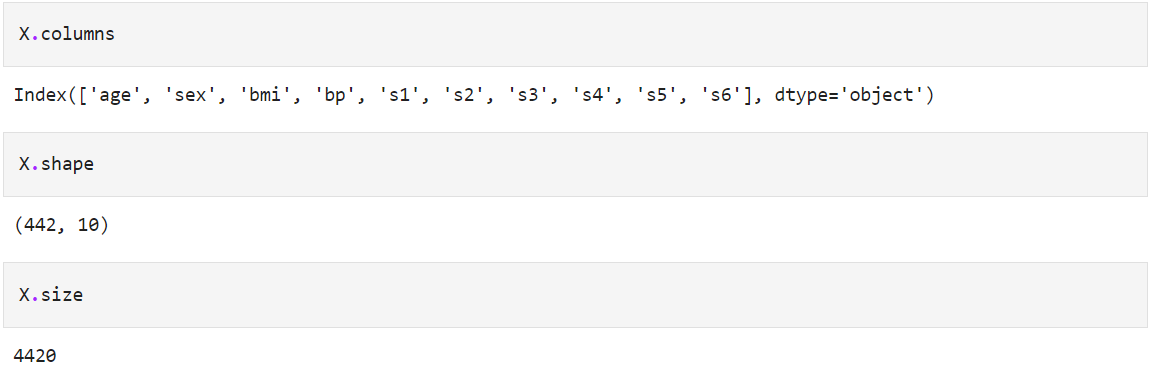 X.columns
Index(['age', 'sex', 'bmi', 'bp', 's1', 's2', 's3', 's4', 's5', 's6'], dtype='object')
X.shape
(442, 10)
X.size
4420